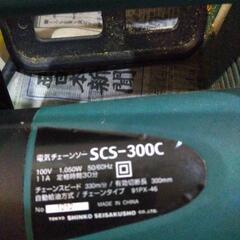 電気チェーンソー SCS-300C
100V 1,050W 50/60Hz
11A 定格時間30分
チェーンスピード 330m/分 / 有効切断長 300mm
自動給油方式 / チェーンタイプ 91PX-46
No.
MADE IN CHINA
TOKYO SHINKO SEISAKUSHO CO.,LTD.